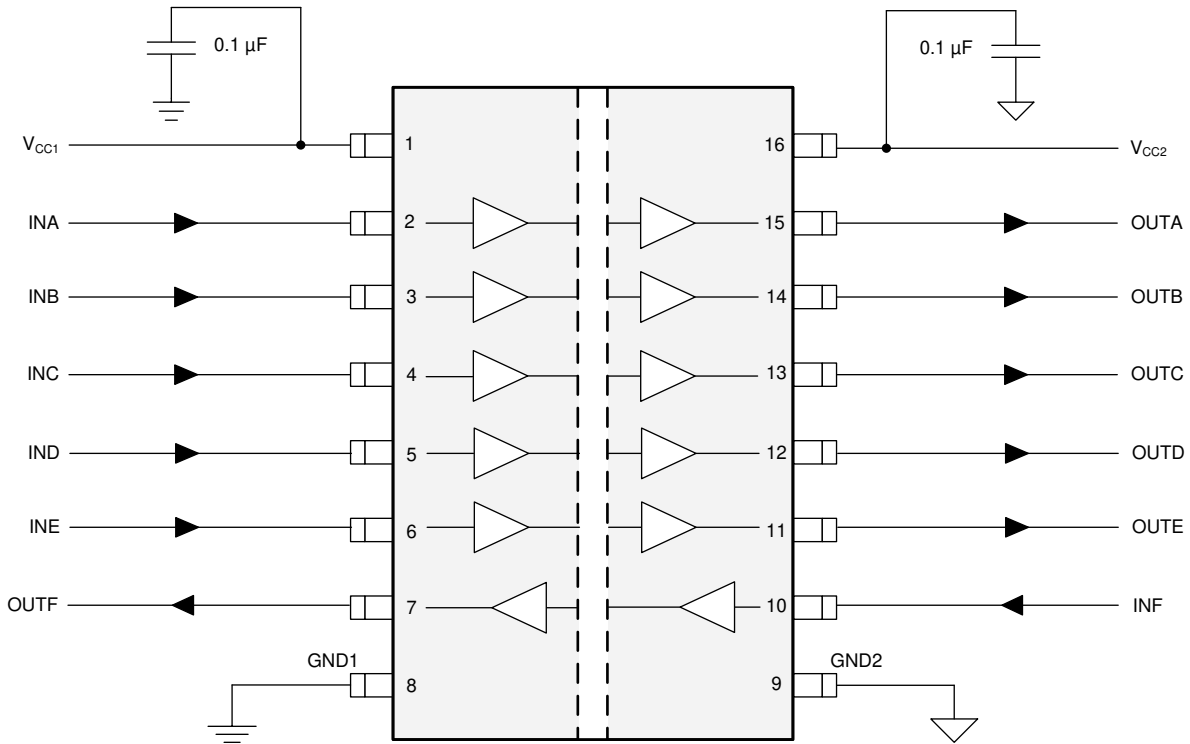 0.1 µF
0.1 µF
VCC1
1
16
VCC2
INA
2
15
OUTA
INB
3
14
OUTB
INC
4
13
OUTC
IND
5
12
OUTD
INE
6
11
OUTE
OUTF
7
10
INF
GND1
8
9
GND2